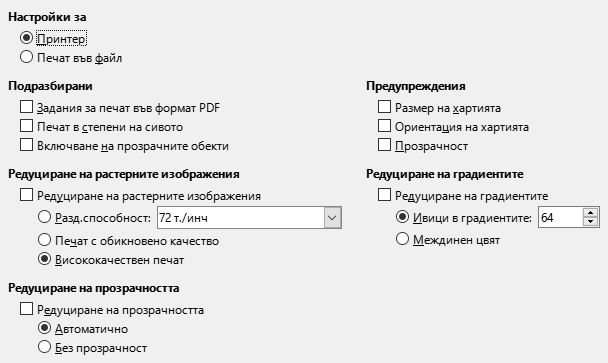 Настройки за
Принтер
Печат във файл
Подразбирани
Задания за печат във формат PDF
Печат в степени на сивото
Включване на прозрачните обекти
Предупреждения
Размер на хартията
Ориентация на хартията
Прозрачност
Редуциране на растерните изображения
Редуциране на растерните изображения
Разд.способност: 72 т./инч
Печат с обикновено качество
Висококачествен печат
Редуциране на градиентите
Редуциране на градиентите
Ивици в градиентите: 64
Междинен цвят
Редуциране на прозрачността
Редуциране на прозрачността
Автоматично
Без прозрачност